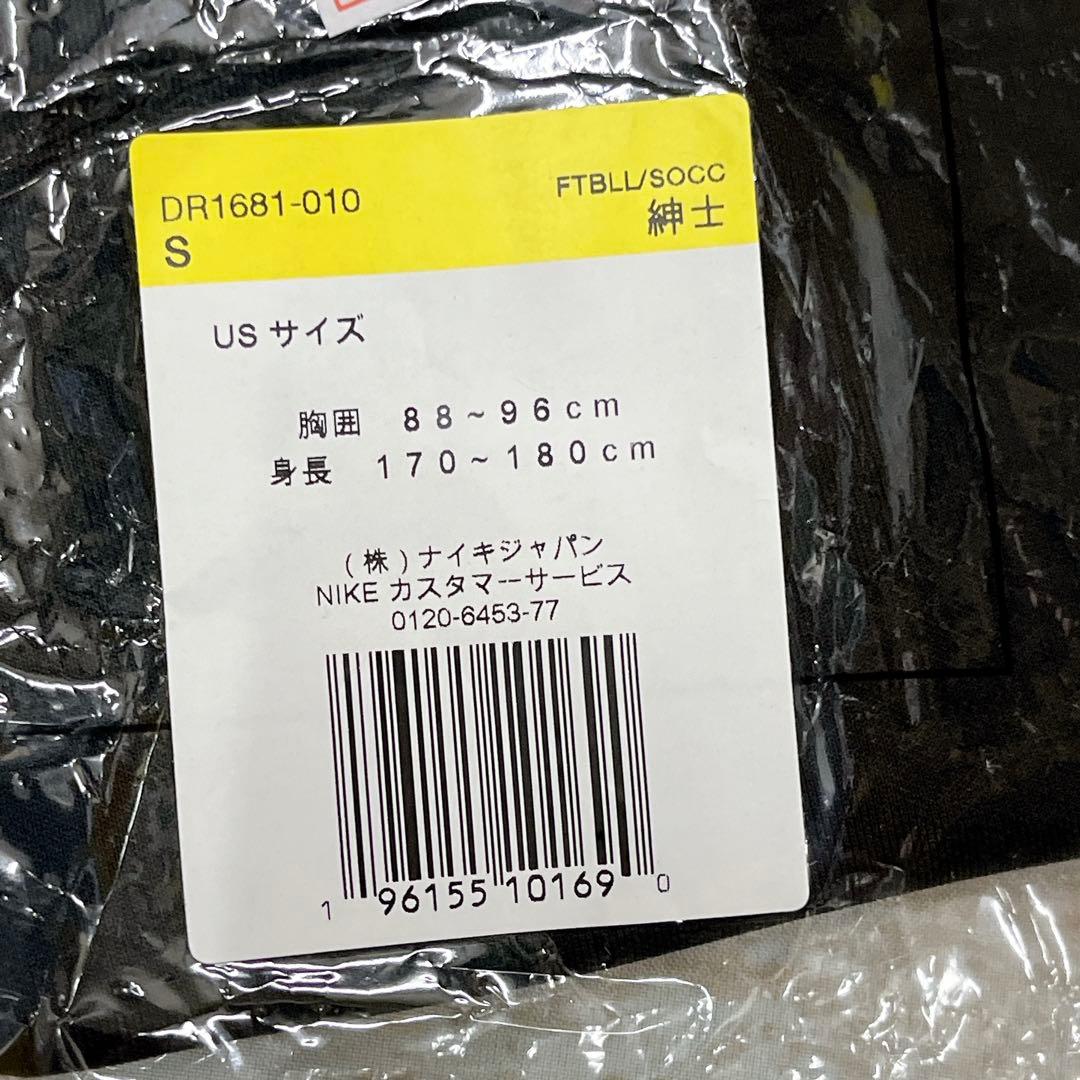 DR1681-010
FTBLL/SOCC
S
紳士
US サイズ
胸囲 88~96cm
身長 170~180cm
(株)ナイキジャパン
NIKE カスタマーサービス
0120-6453-77
1 96155 10169 0